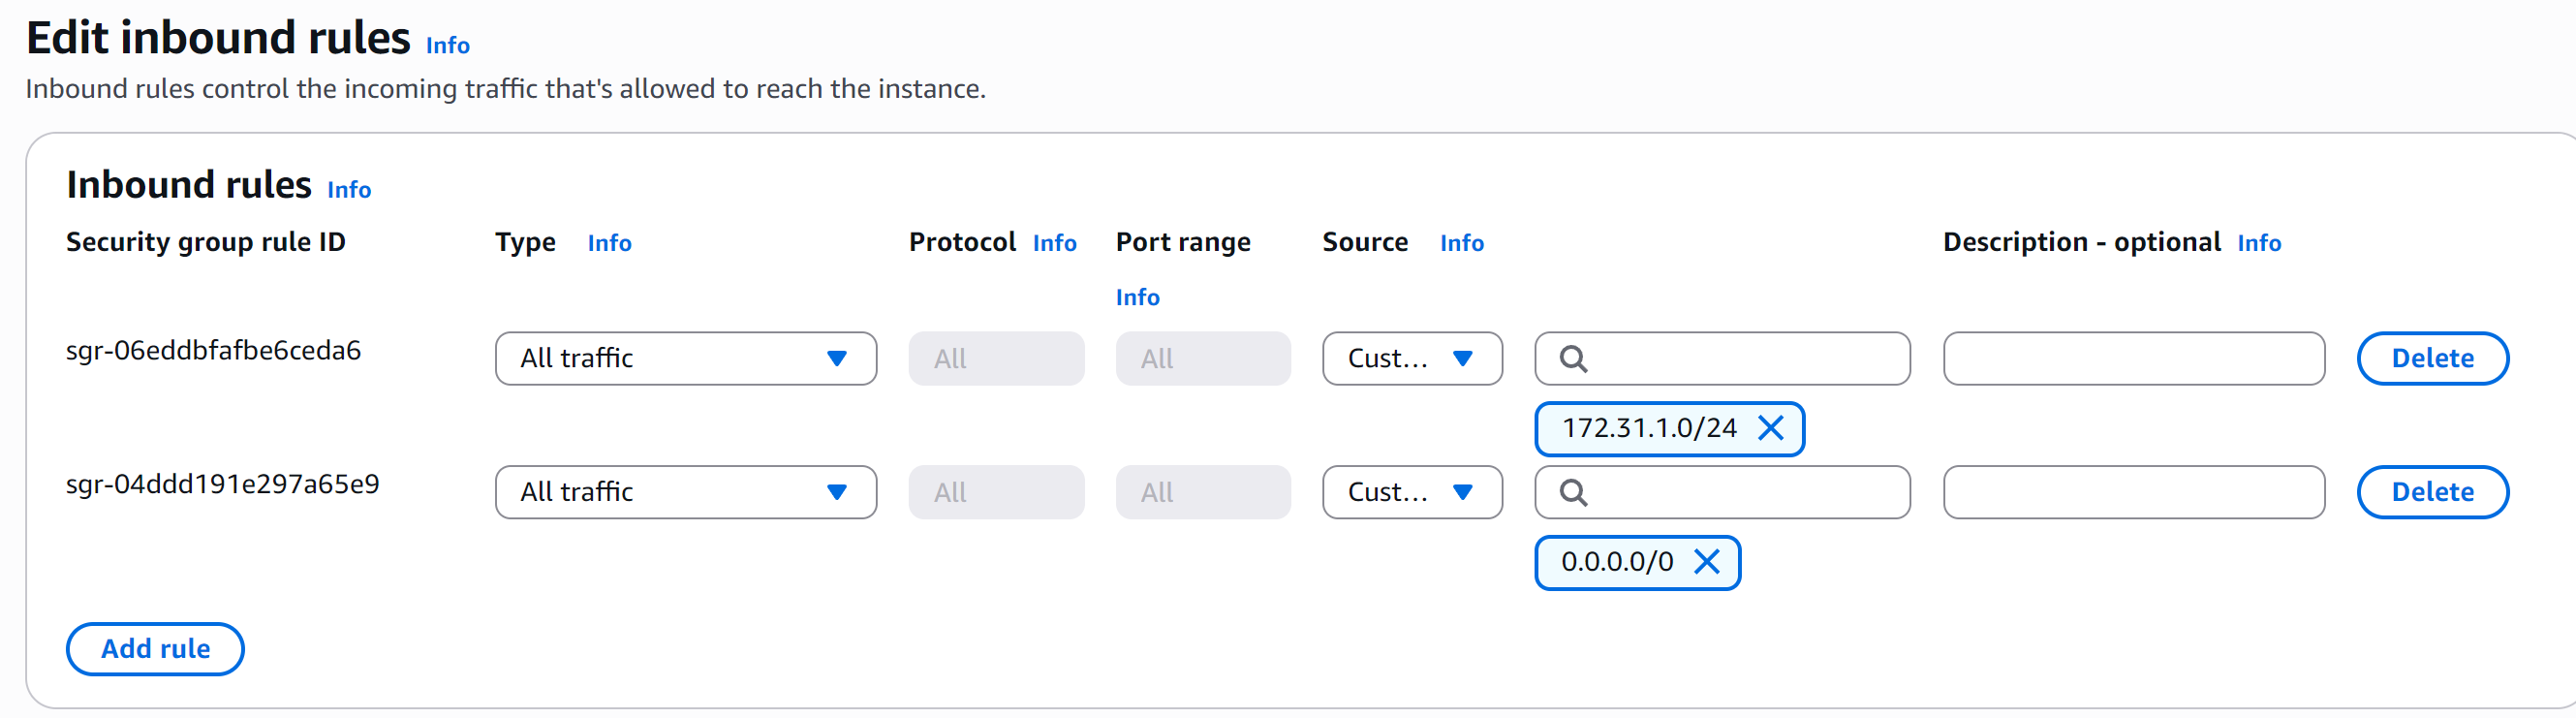 Edit inbound rules Info
Inbound rules control the incoming traffic that's allowed to reach the instance.
Inbound rules Info
Security group rule ID Type Info Protocol Info Port range Info Source Info Description - optional Info
sgr-06eddbfafbe6ceda6 All traffic All All Cust... Delete
172.31.1.0/24
sgr-04ddd191e297a65e9 All traffic All All Cust... Delete
0.0.0.0/0
Add rule